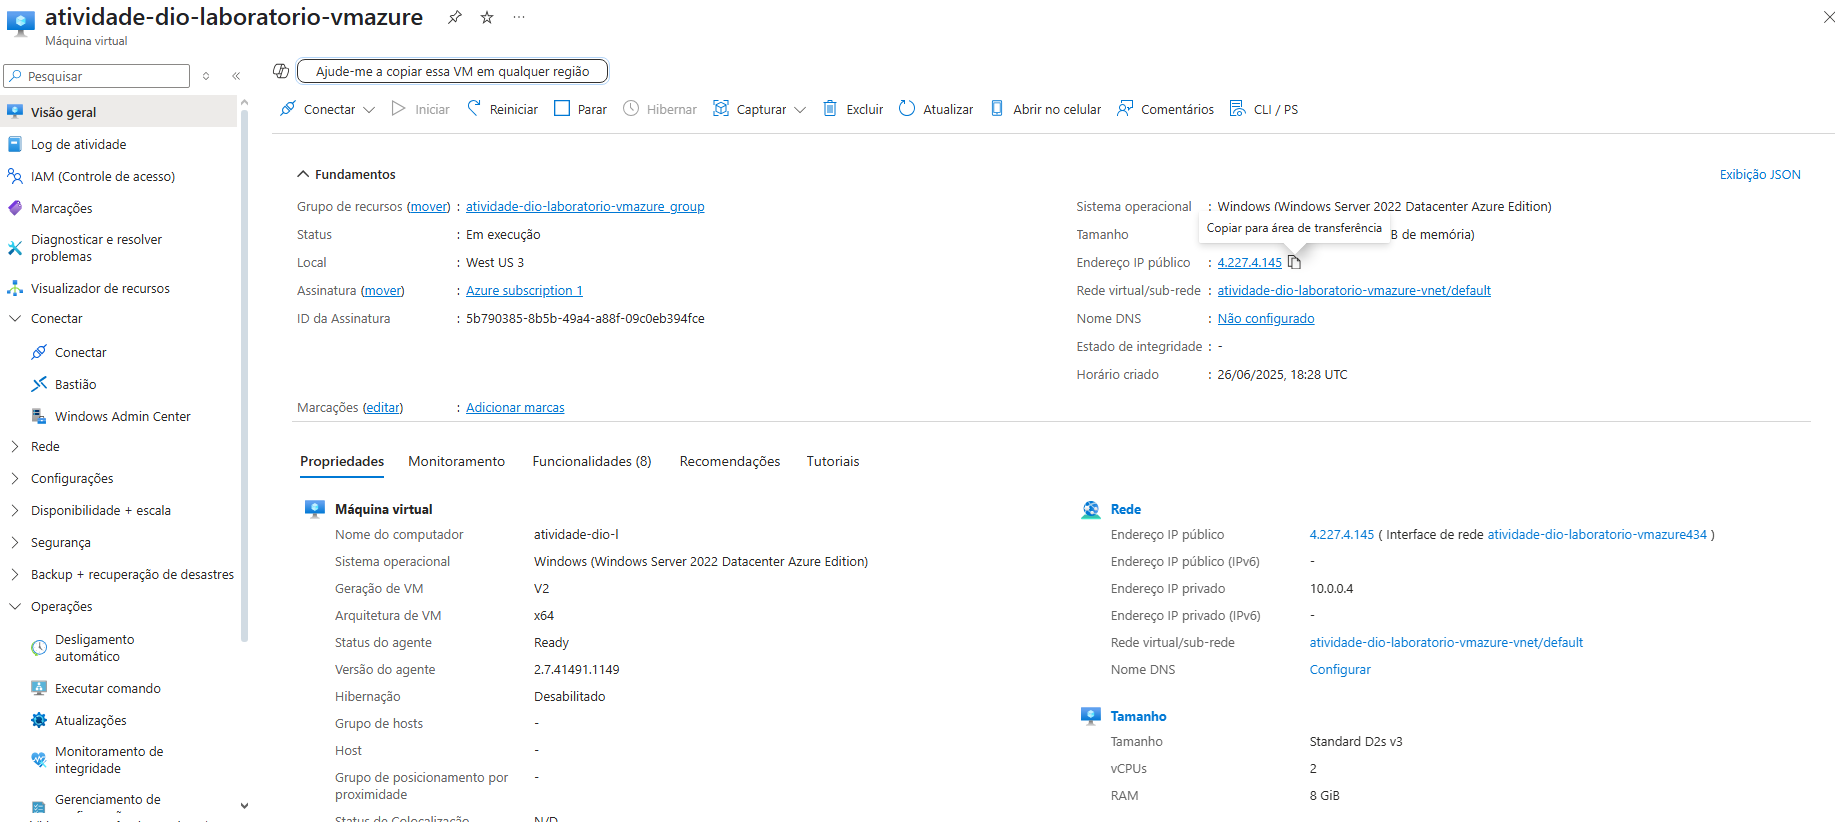 atividade-dio-laboratorio-vmazure
Máquina virtual
Pesquisar
Ajude-me a copiar essa VM em qualquer região
Conectar Iniciar Reiniciar Parar Hibernar Capturar Excluir Atualizar Abrir no celular Comentários CLI / PS
Visão geral
Log de atividade
IAM (Controle de acesso)
Marcações
Diagnosticar e resolver
problemas
Visualizador de recursos
Conectar
Conectar
Bastião
Windows Admin Center
Rede
Configurações
Disponibilidade + escala
Segurança
Backup + recuperação de desastres
Operações
Desligamento
automático
Executar comando
Atualizações
Monitoramento de
integridade
Gerenciamento de
Fundamentos
Exibição JSON
Grupo de recursos (mover) : atividade-dio-laboratorio-vmazure_group
Status : Em execução
Local : West US 3
Assinatura (mover) : Azure subscription 1
ID da Assinatura : 5b790385-8b5b-49a4-a88f-09c0eb394fce
Sistema operacional : Windows (Windows Server 2022 Datacenter Azure Edition)
Copiar para área de transferência
Tamanho B de memória)
Endereço IP público : 4.227.4.145
Rede virtual/sub-rede : atividade-dio-laboratorio-vmazure-vnet/default
Nome DNS : Não configurado
Estado de integridade : -
Horário criado : 26/06/2025, 18:28 UTC
Marcações (editar) : Adicionar marcas
Propriedades Monitoramento Funcionalidades (8) Recomendações Tutoriais
Máquina virtual
Nome do computador atividade-dio-l
Sistema operacional Windows (Windows Server 2022 Datacenter Azure Edition)
Geração de VM V2
Arquitetura de VM x64
Status do agente Ready
Versão do agente 2.7.41491.1149
Hibernação Desabilitado
Grupo de hosts -
Host -
Grupo de posicionamento por -
proximidade
Status de Colocalização N/D
Rede
Endereço IP público 4.227.4.145 ( Interface de rede atividade-dio-laboratorio-vmazure434 )
Endereço IP público (IPv6) -
Endereço IP privado 10.0.0.4
Endereço IP privado (IPv6) -
Rede virtual/sub-rede atividade-dio-laboratorio-vmazure-vnet/default
Nome DNS Configurar
Tamanho
Tamanho Standard D2s v3
vCPUs 2
RAM 8 GiB